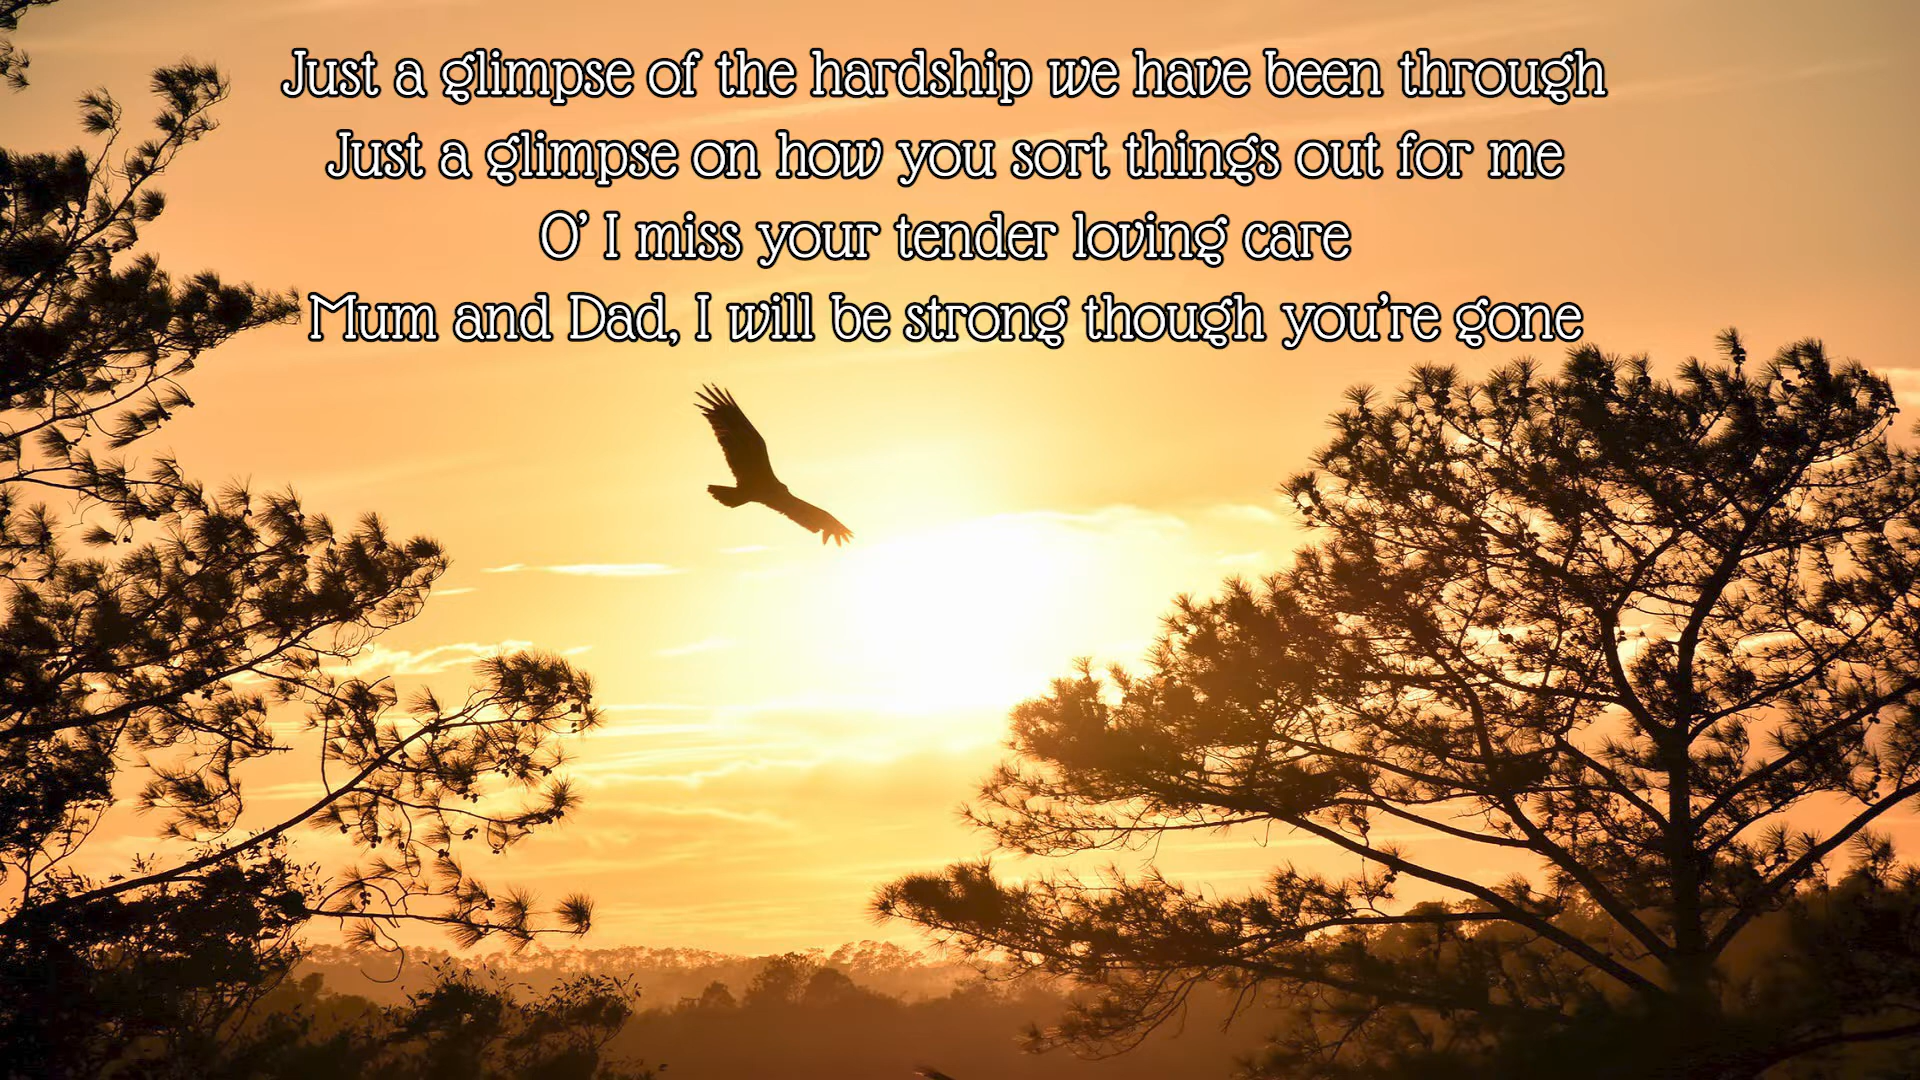 Just a glimpse of the hardship we have been through
Just a glimpse on how you sort things out for me
O' I miss your tender loving care
Mum and Dad, I will be strong though you're gone